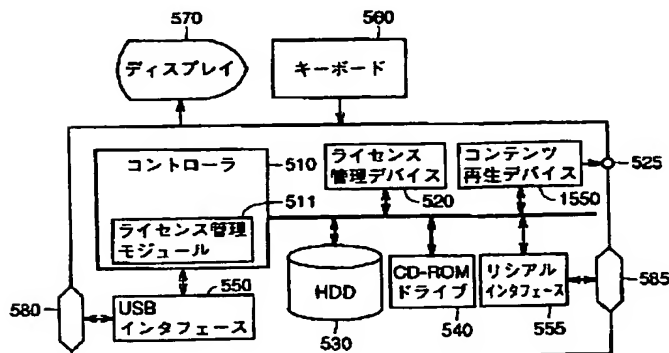 570
560
ディスプレイ
キーボード
コントローラ
510
ライセンス
管理デバイス
520
コンテンツ
再生デバイス
1550
525
511
ライセンス管理
モジュール
580
550
USB
インタフェース
HDD
530
CD-ROM
ドライブ
540
リシアル
インタフェース
555
585